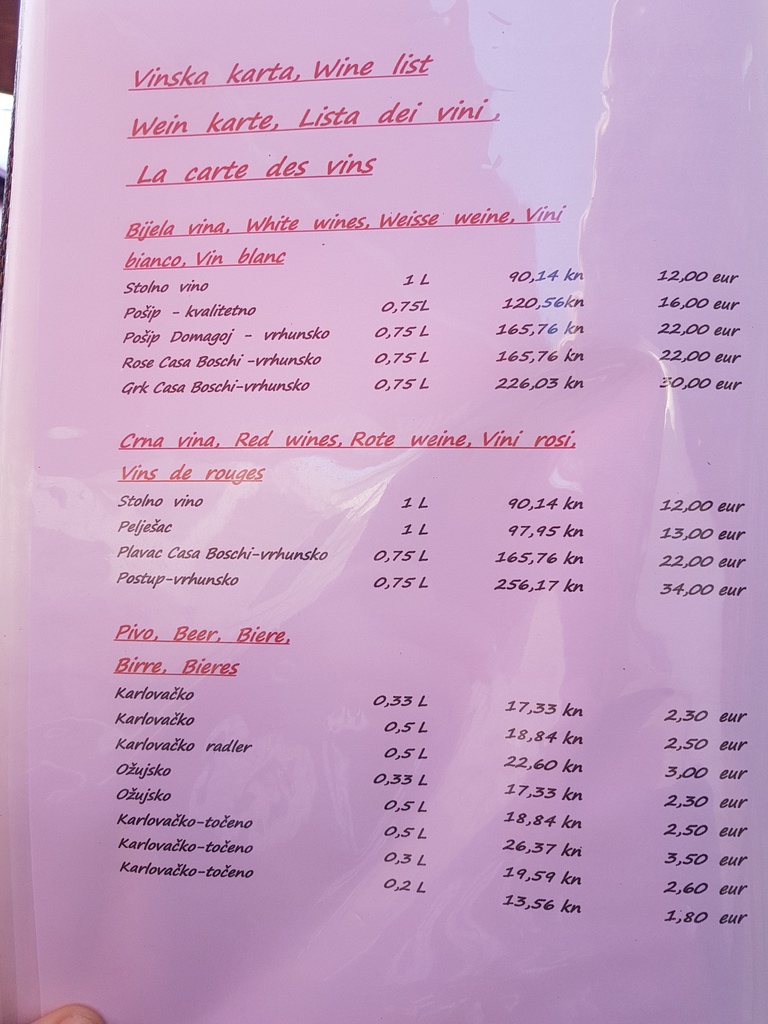 Vinska karta, Wine list
Wein karte, Lista dei vini,
La carte des vins
Bijela vina, White wines, Weisse weine, Vini
bianco, Vin blanc
Stolno vino 1 L 90,14 kn 12,00 eur
Pošip - kvalitetno 0,75L 120,56kn 16,00 eur
Pošip Domagoj - vrhunsko 0,75 L 165,76 kn 22,00 eur
Rose Casa Boschi -vrhunsko 0,75 L 165,76 kn 22,00 eur
Grk Casa Boschi-vrhunsko 0,75 L 226,03 kn 30,00 eur
Crna vina, Red wines, Rote weine, Vini rosi,
Vins de rouges
Stolno vino 1 L 90,14 kn 12,00 eur
Pelješac 1 L 97,95 kn 13,00 eur
Plavac Casa Boschi-vrhunsko 0,75 L 165,76 kn 22,00 eur
Postup-vrhunsko 0,75 L 256,17 kn 34,00 eur
Pivo, Beer, Biere,
Birre, Bieres
Karlovačko 0,33 L 17,33 kn 2,30 eur
Karlovačko 0,5 L 18,84 kn 2,50 eur
Karlovačko radler 0,5 L 22,60 kn 3,00 eur
Ožujsko 0,33 L 17,33 kn 2,30 eur
Ožujsko 0,5 L 18,84 kn 2,50 eur
Karlovačko-točeno 0,5 L 26,37 kn 3,50 eur
Karlovačko-točeno 0,3 L 19,59 kn 2,60 eur
Karlovačko-točeno 0,2 L 13,56 kn 1,80 eur